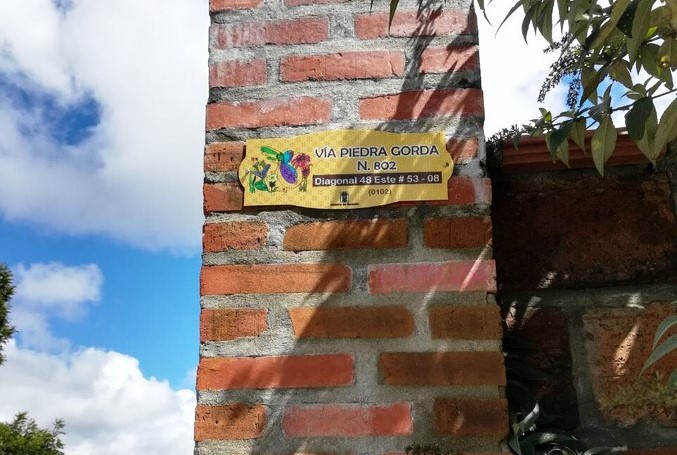 VÍA PIEDRA GORDA
N. 802
Diagonal 48 Este # 53 - 08
(0102)